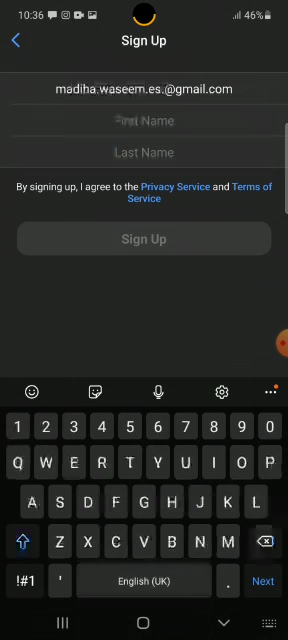 10:36 46%
Sign Up
madiha.waseem.es.@gmail.com
First Name
Last Name
By signing up, I agree to the Privacy Service and Terms of
Service
Sign Up
1 2 3 4 5 6 7 8 9 0
Q W E R T Y U I O P
A S D F G H J K L
Z X C V B N M
!#1 ' English (UK) . Next